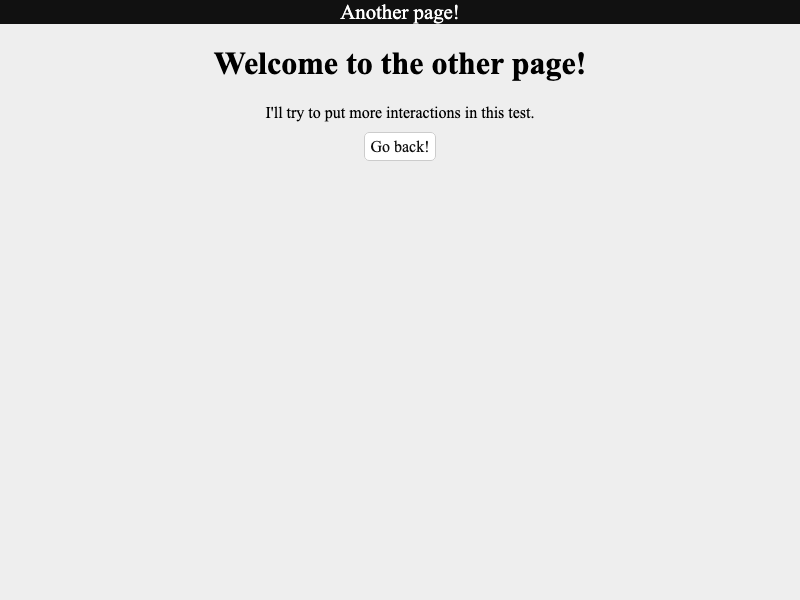 Another page!
Welcome to the other page!
I'll try to put more interactions in this test.
Go back!